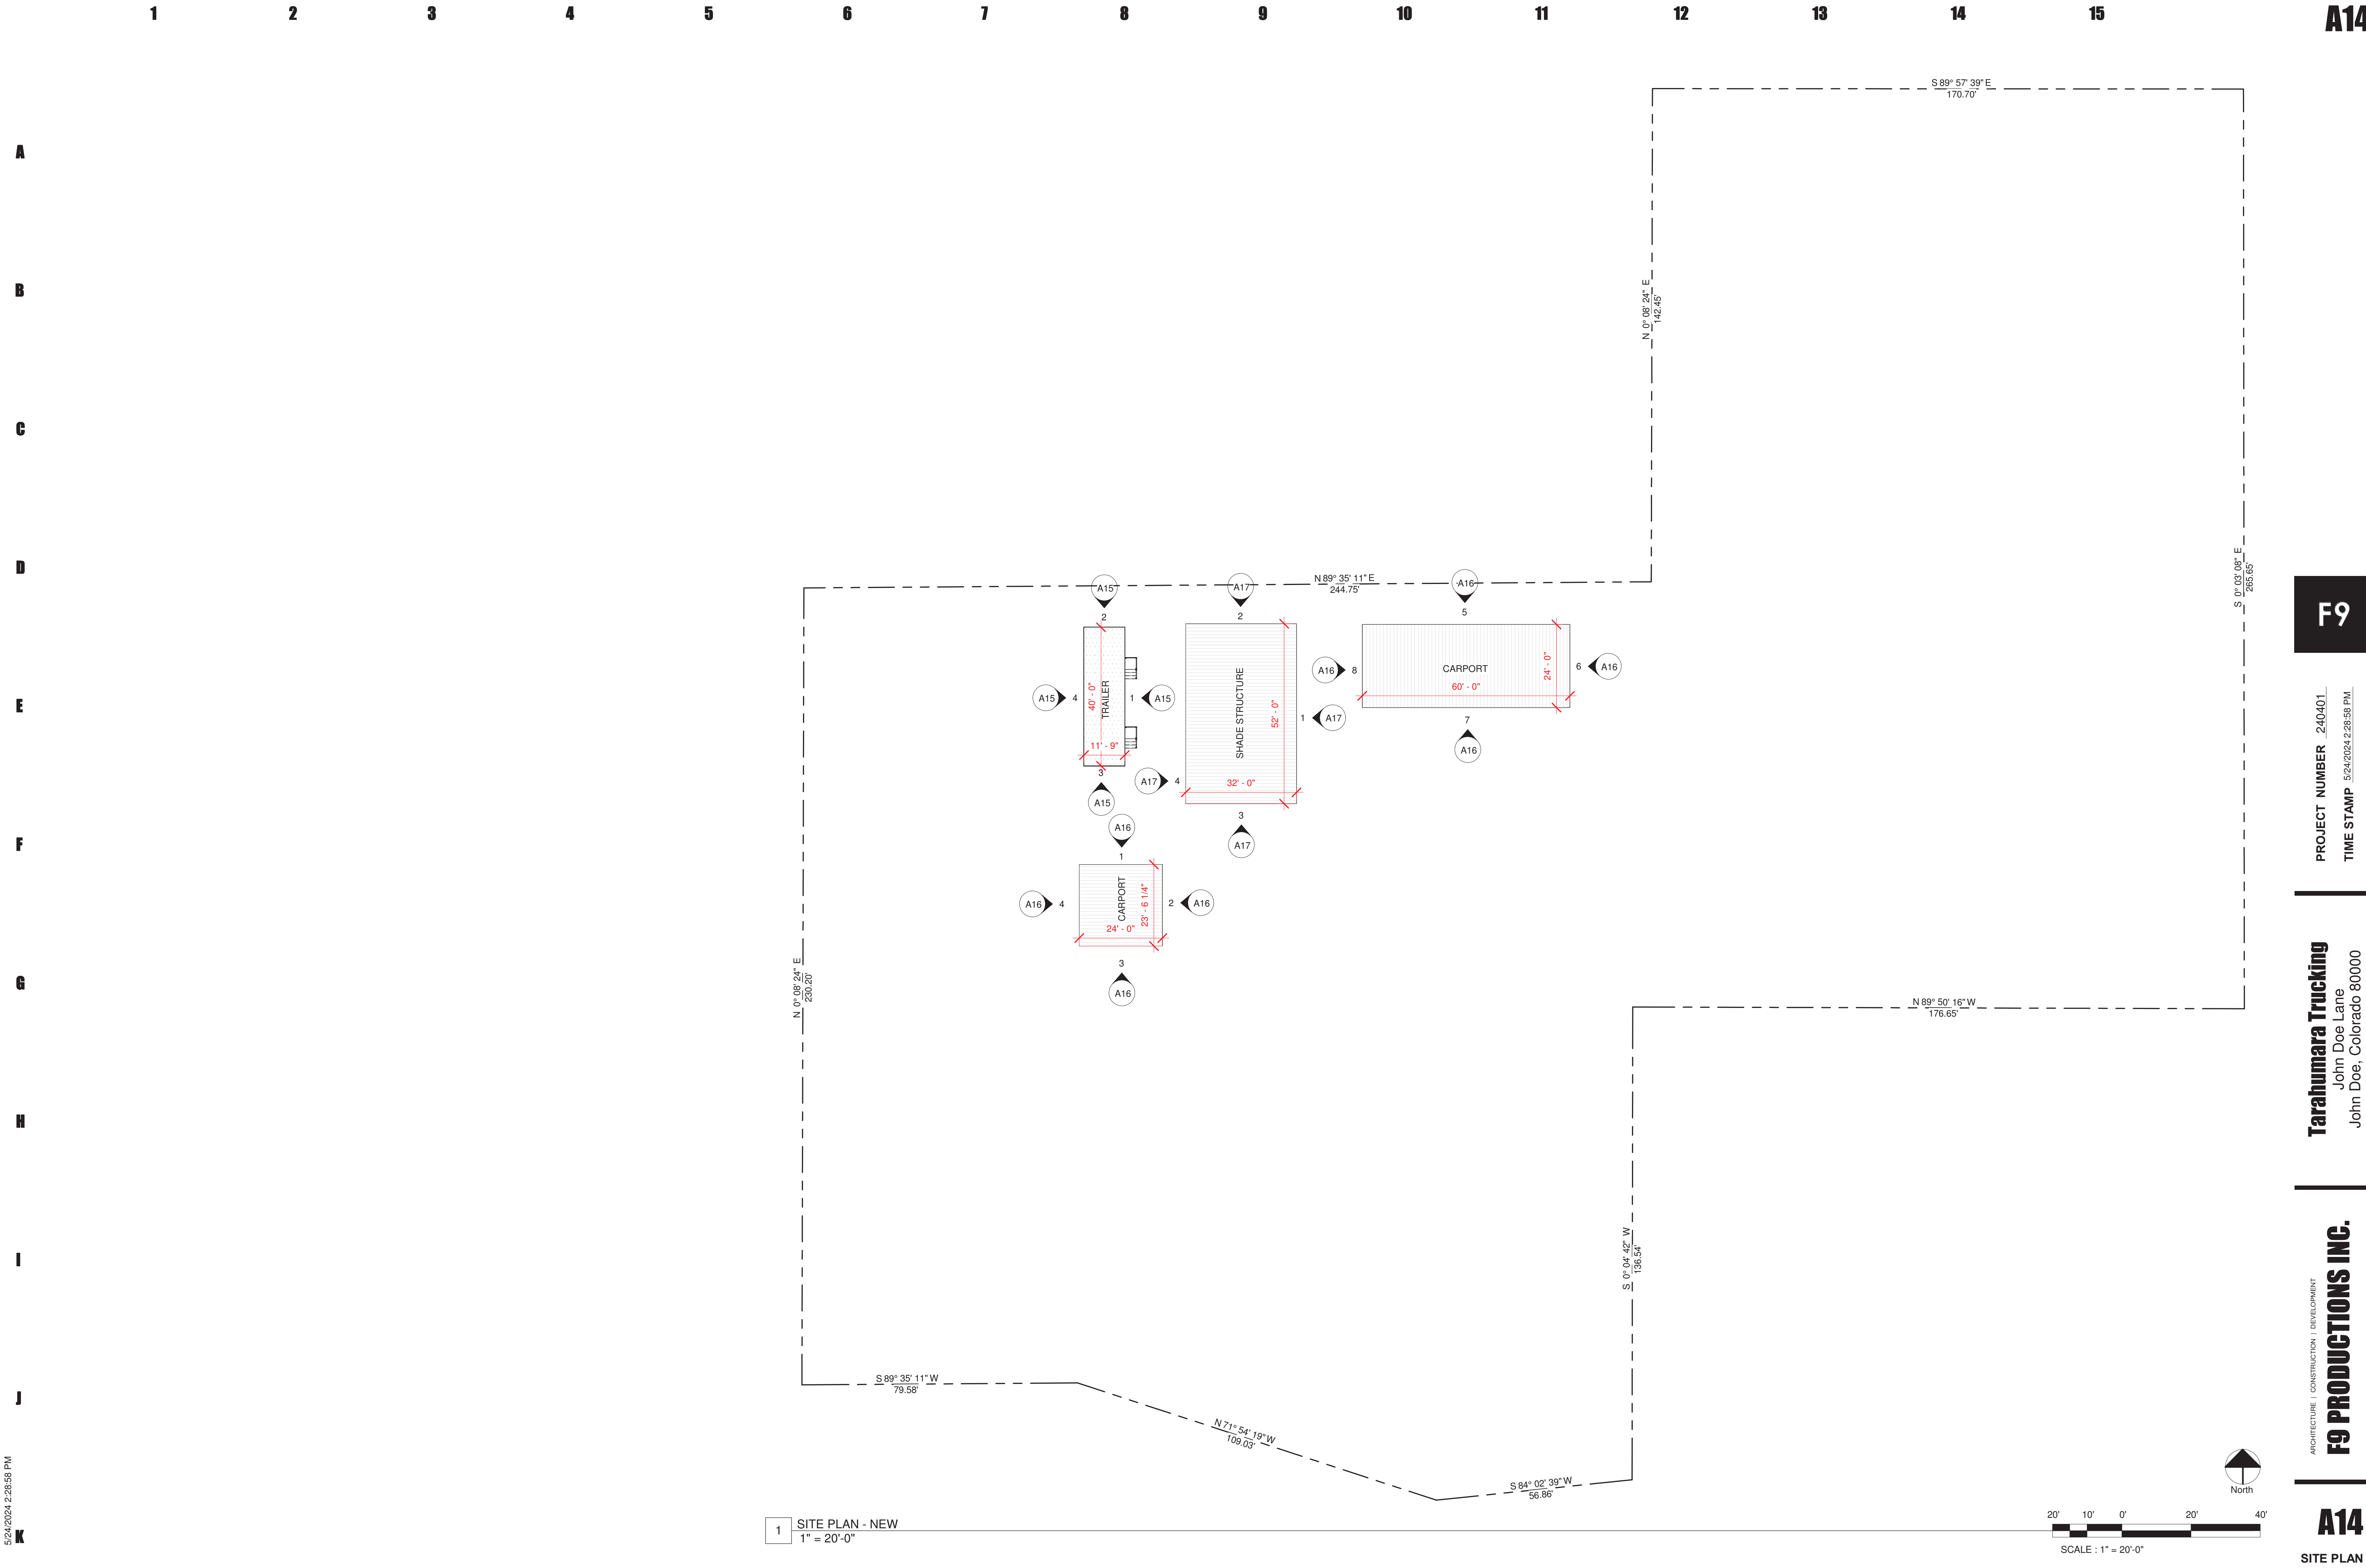 1 2 3 4 5 6 7 8 9 10 11 12 13 14 15
A14
A
B
C
D
E
F
G
H
I
J
K
S 89° 57' 39" E
170.70'
N 0° 08' 24" E
142.45'
S 0° 03' 08" E
265.65'
N 89° 35' 11" E
244.75'
A15
2
A17
2
A16
5
A15
4
40' - 0"
TRAILER
11' - 9"
1
A15
3
A15
SHADE STRUCTURE
52' - 0"
32' - 0"
1
A17
A17
4
3
A17
A16
8
CARPORT
60' - 0"
24' - 0"
6
A16
7
A16
A16
1
A16
4
CARPORT
23' - 6 1/4"
24' - 0"
2
A16
3
A16
N 0° 08' 24" E
230.20'
N 89° 50' 16" W
176.65'
S 0° 04' 42" W
136.54'
S 89° 35' 11" W
79.58'
N 71° 54' 19" W
109.03'
S 84° 02' 39" W
56.86'
North
1
SITE PLAN - NEW
1" = 20'-0"
20' 10' 0' 20' 40'
SCALE : 1" = 20'-0"
5/24/2024 2:28:58 PM
F9
PROJECT NUMBER 240401
TIME STAMP 5/24/2024 2:28:58 PM
Tarahumara Trucking
John Doe Lane
John Doe, Colorado 80000
ARCHITECTURE | CONSTRUCTION | DEVELOPMENT
F9 PRODUCTIONS INC.
A14
SITE PLAN